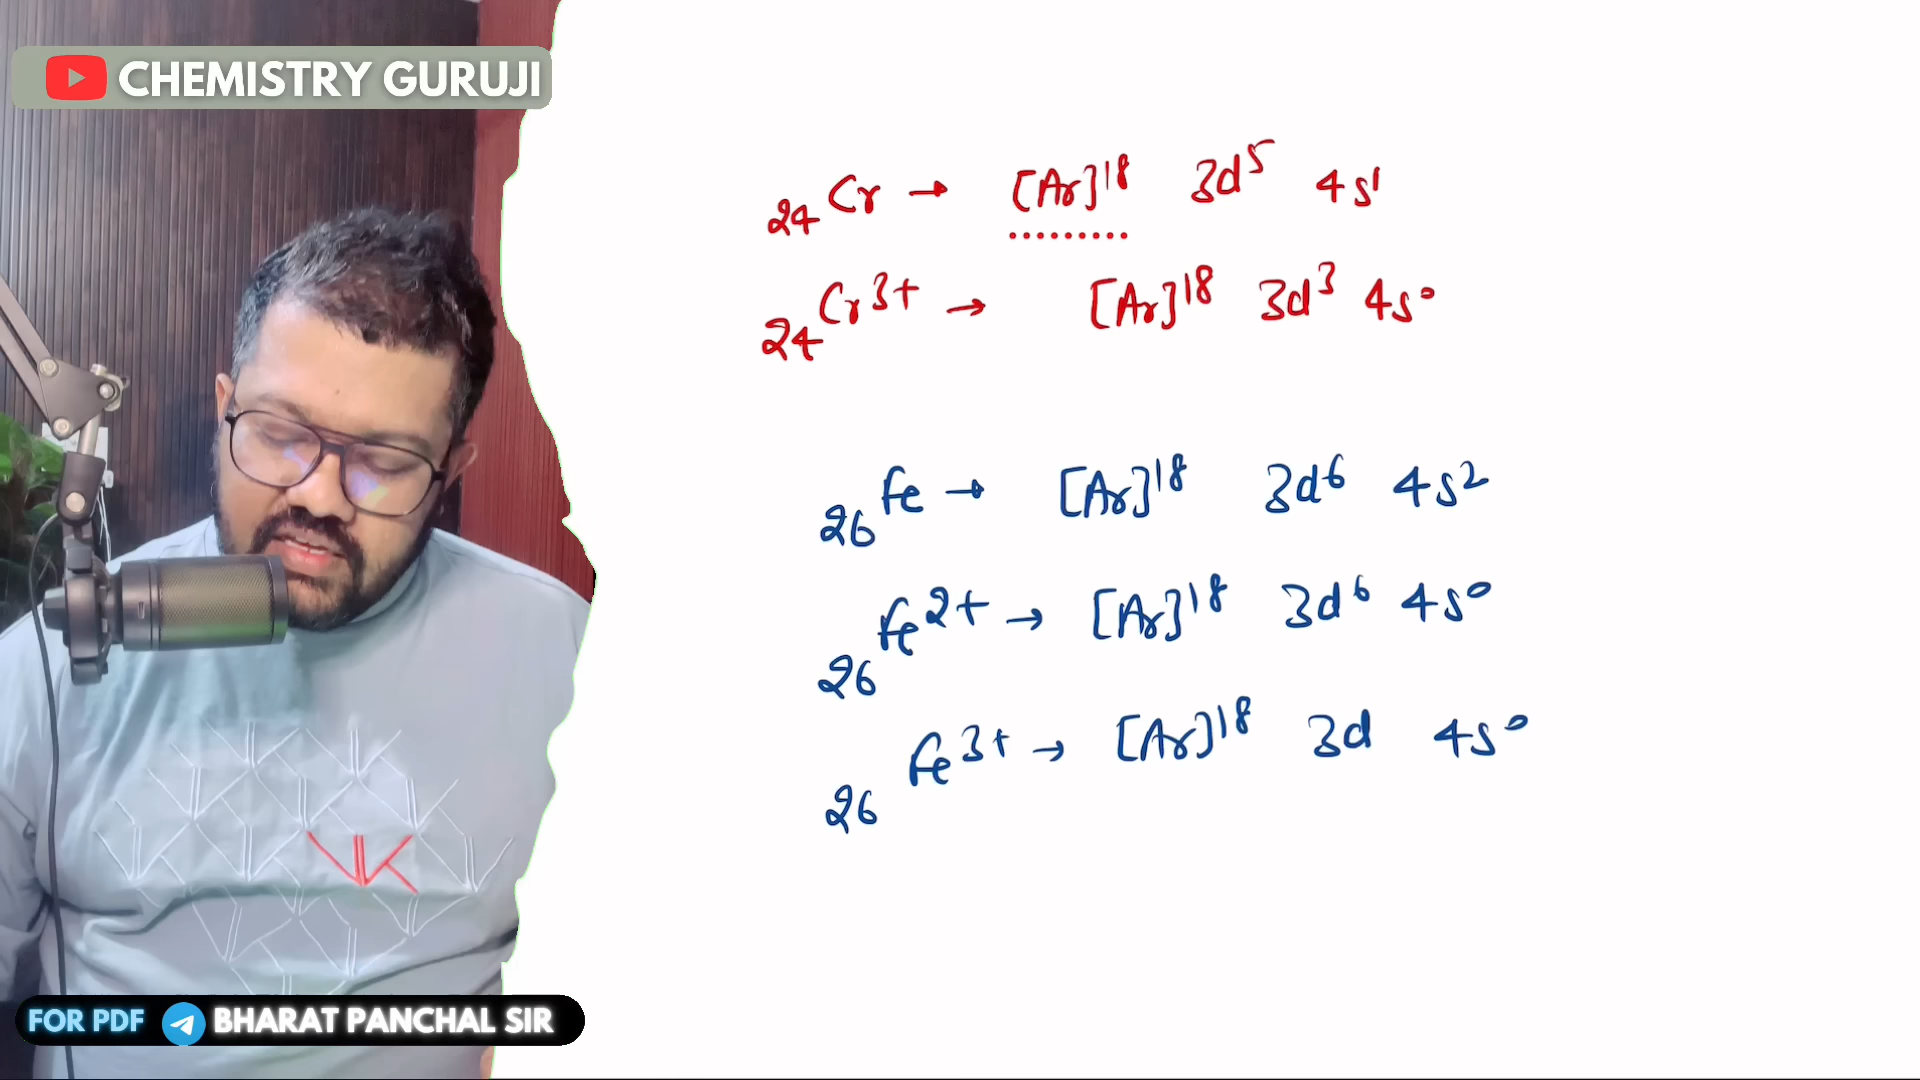 CHEMISTRY GURUJI
₂₄Cr → [Ar]¹⁸ 3d⁵ 4s¹
₂₄Cr³⁺ → [Ar]¹⁸ 3d³ 4s⁰
₂₆Fe → [Ar]¹⁸ 3d⁶ 4s²
₂₆Fe²⁺ → [Ar]¹⁸ 3d⁶ 4s⁰
₂₆Fe³⁺ → [Ar]¹⁸ 3d 4s⁰
VK
FOR PDF BHARAT PANCHAL SIR